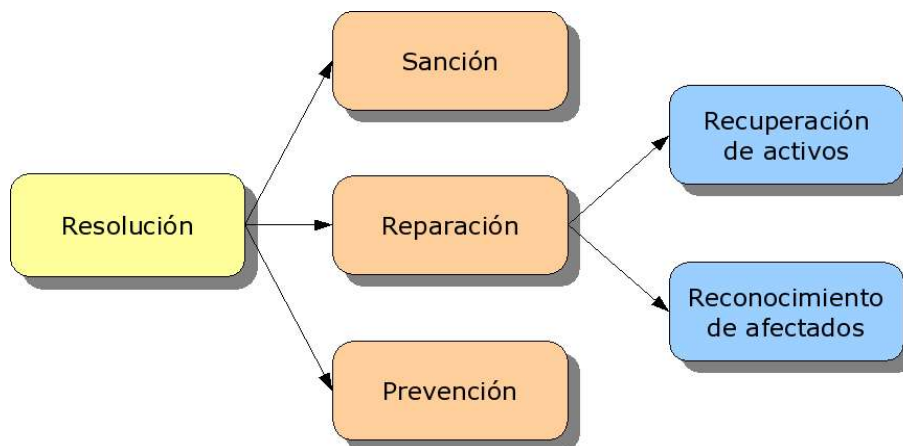 Resolución
Sanción
Reparación
Prevención
Recuperación
de activos
Reconocimiento
de afectados